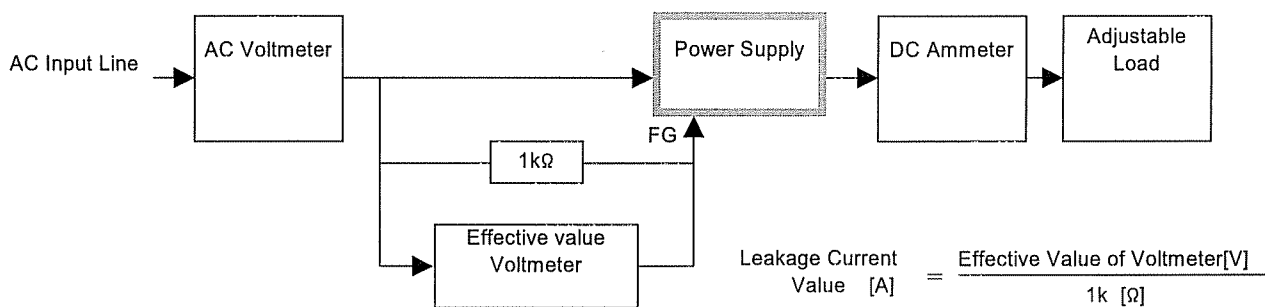 AC Input Line
AC Voltmeter
Power Supply
DC Ammeter
Adjustable
Load
FG
1kΩ
Effective value
Voltmeter
Leakage Current
Value [A]
=
Effective Value of Voltmeter[V]
1k [Ω]